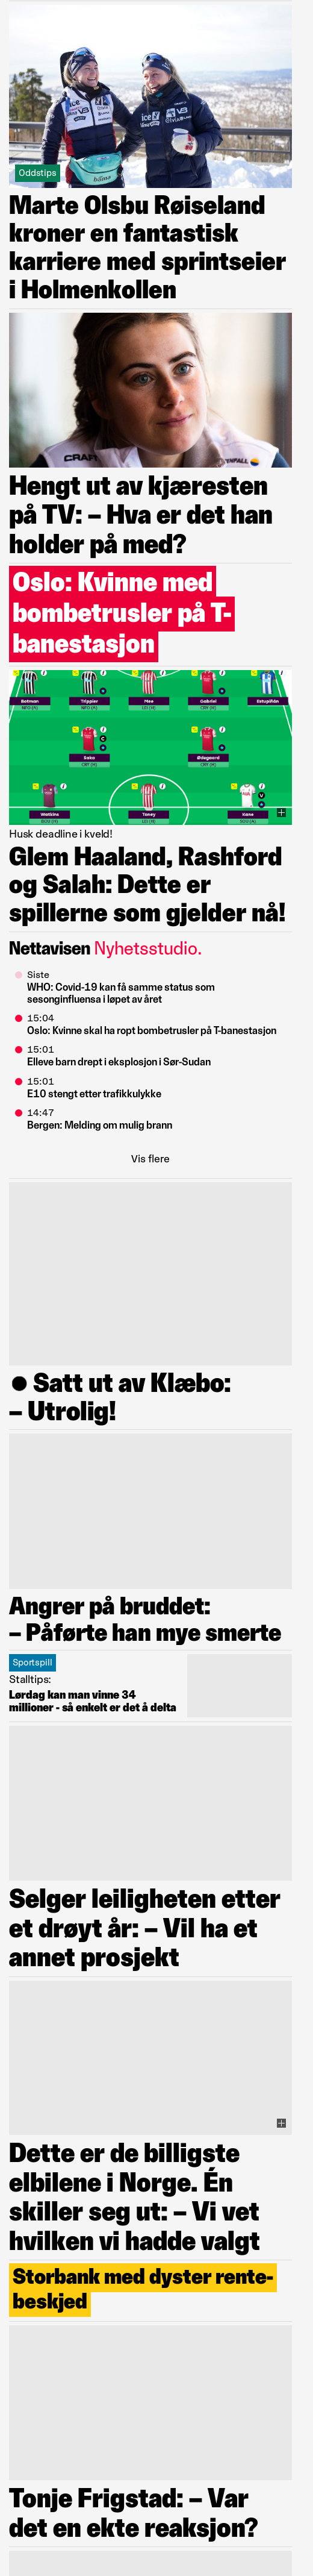 Oddstips
Marte Olsbu Røiseland
kroner en fantastisk
karriere med sprintseier
i Holmenkollen
Hengt ut av kjæresten
på TV: – Hva er det han
holder på med?
Oslo: Kvinne med
bombetrusler på T-
banestasjon
Botman Trippier Mee Gabriel Estupiñán
Saka Ødegaard
Watkins Toney Kane
Husk deadline i kveld!
Glem Haaland, Rashford
og Salah: Dette er
spillerne som gjelder nå!
Nettavisen Nyhetsstudio.
Siste
WHO: Covid-19 kan få samme status som
sesonginfluensa i løpet av året
15:04
Oslo: Kvinne skal ha ropt bombetrusler på T-banestasjon
15:01
Elleve barn drept i eksplosjon i Sør-Sudan
15:01
E10 stengt etter trafikkulykke
14:47
Bergen: Melding om mulig brann
Vis flere
Satt ut av Klæbo:
– Utrolig!
Angrer på bruddet:
– Påførte han mye smerte
Sportspill
Stalltips:
Lørdag kan man vinne 34
millioner - så enkelt er det å delta
Selger leiligheten etter
et drøyt år: – Vil ha et
annet prosjekt
Dette er de billigste
elbilene i Norge. Én
skiller seg ut: – Vi vet
hvilken vi hadde valgt
Storbank med dyster rente-
beskjed
Tonje Frigstad: – Var
det en ekte reaksjon?